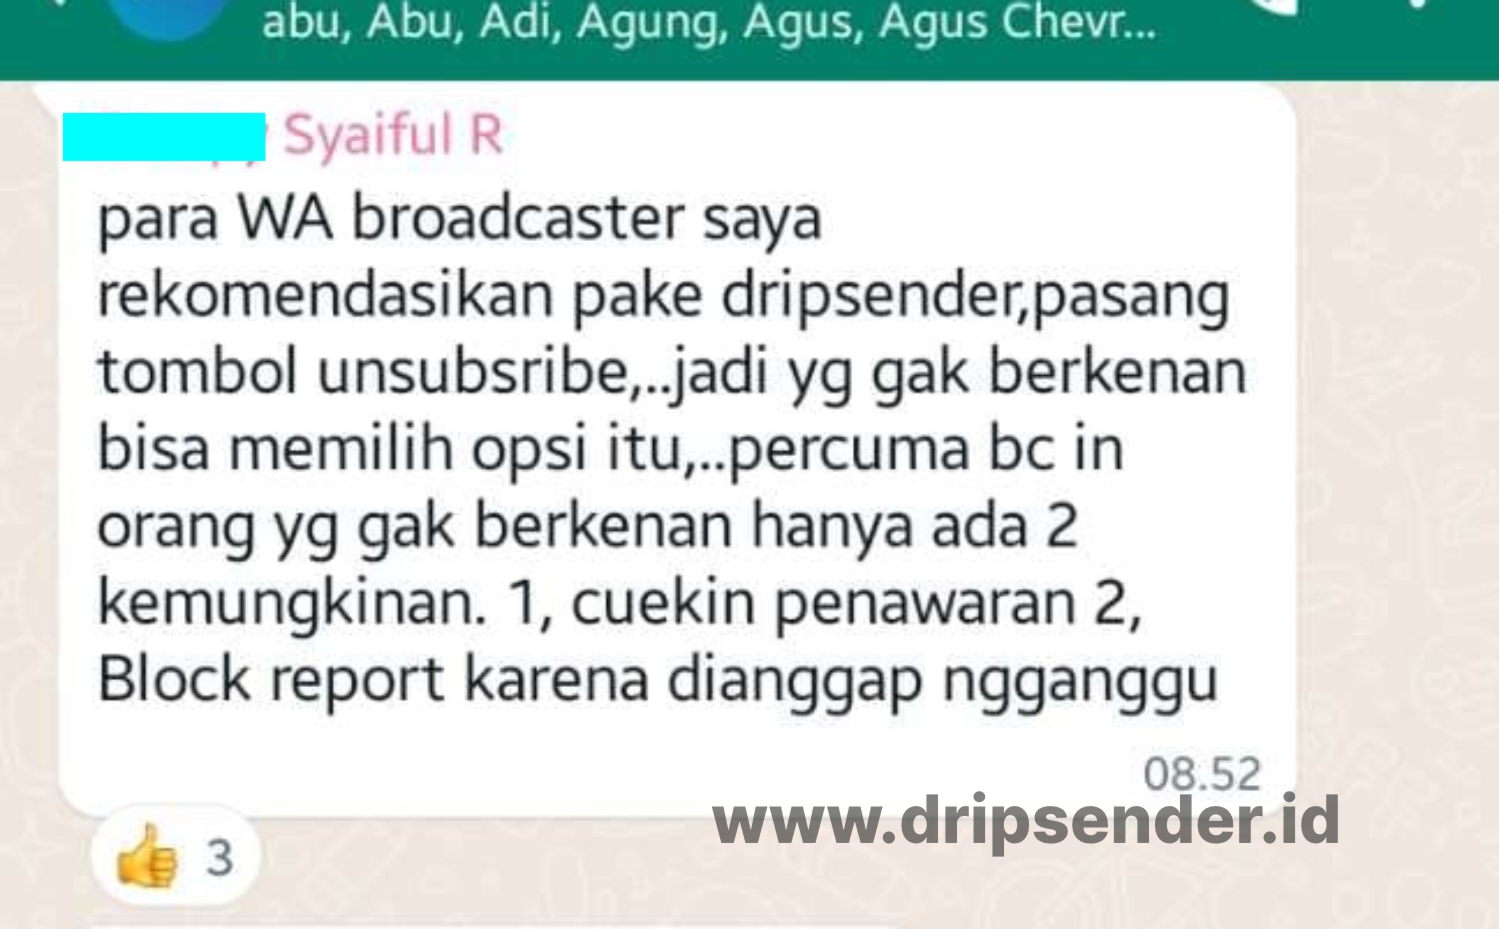 abu, Abu, Adi, Agung, Agus, Agus Chevr...
Syaiful R
para WA broadcaster saya
rekomendasikan pake dripsender,pasang
tombol unsubsribe,..jadi yg gak berkenan
bisa memilih opsi itu,..percuma bc in
orang yg gak berkenan hanya ada 2
kemungkinan. 1, cuekin penawaran 2,
Block report karena dianggap ngganggu
08.52
www.dripsender.id
👍 3